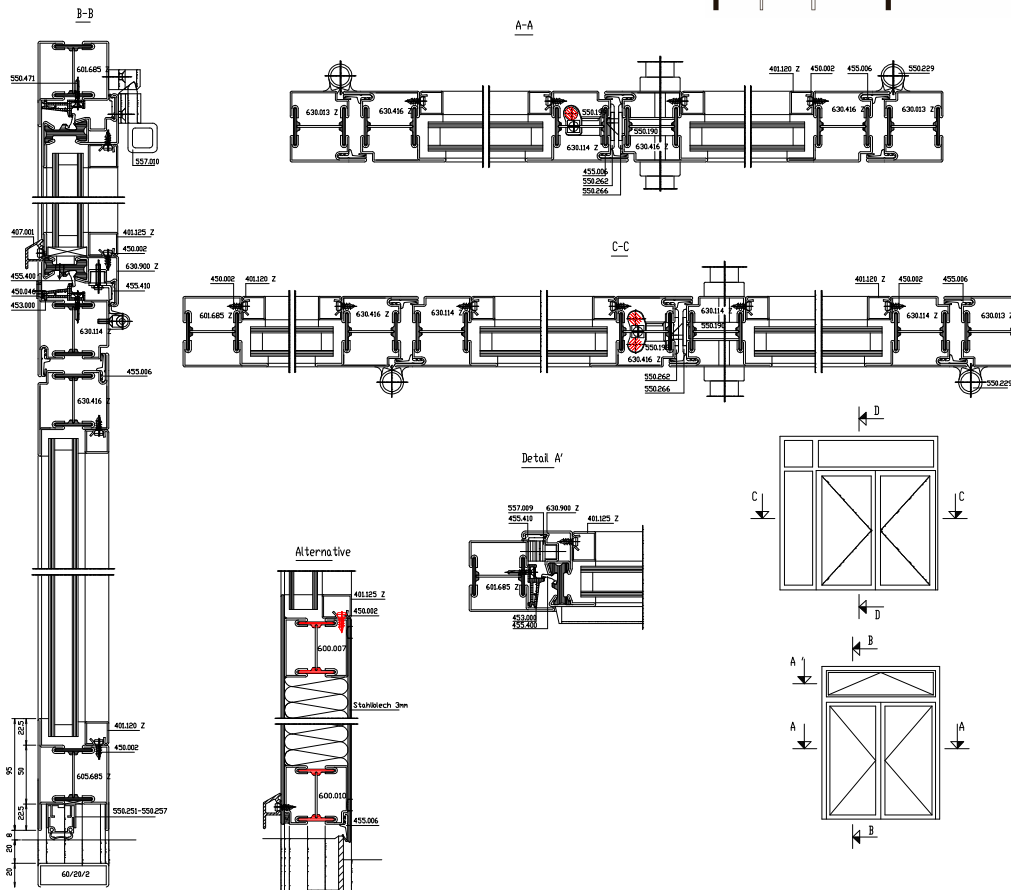 B-B
550.471
601.685 Z
557.010
407.001
401.125 Z
450.002
630.900 Z
455.400
455.410
450.046
453.000
630.114 Z
455.006
630.416 Z
401.120 Z
450.002
605.685 Z
550.251-550.257
22.5
95
50
22.5
8
20
20
60/20/2
A-A
401.120 Z
450.002
455.006
550.229
630.013 Z
630.416 Z
550.190
630.114 Z
630.416 Z
630.416 Z
630.013 Z
455.006
550.262
550.266
C-C
450.002
401.120 Z
401.120 Z
450.002
455.006
601.685 Z
630.416 Z
630.114 Z
630.114 Z
550.190
630.416 Z
630.114 Z
630.013 Z
550.262
550.266
550.229
Detail A'
557.009
630.900 Z
455.410
401.125 Z
601.685 Z
453.000
455.400
Alternative
401.125 Z
450.002
600.007
Stahlblech 3mm
600.010
455.006
D
C
C
D
B
A'
A
A
B